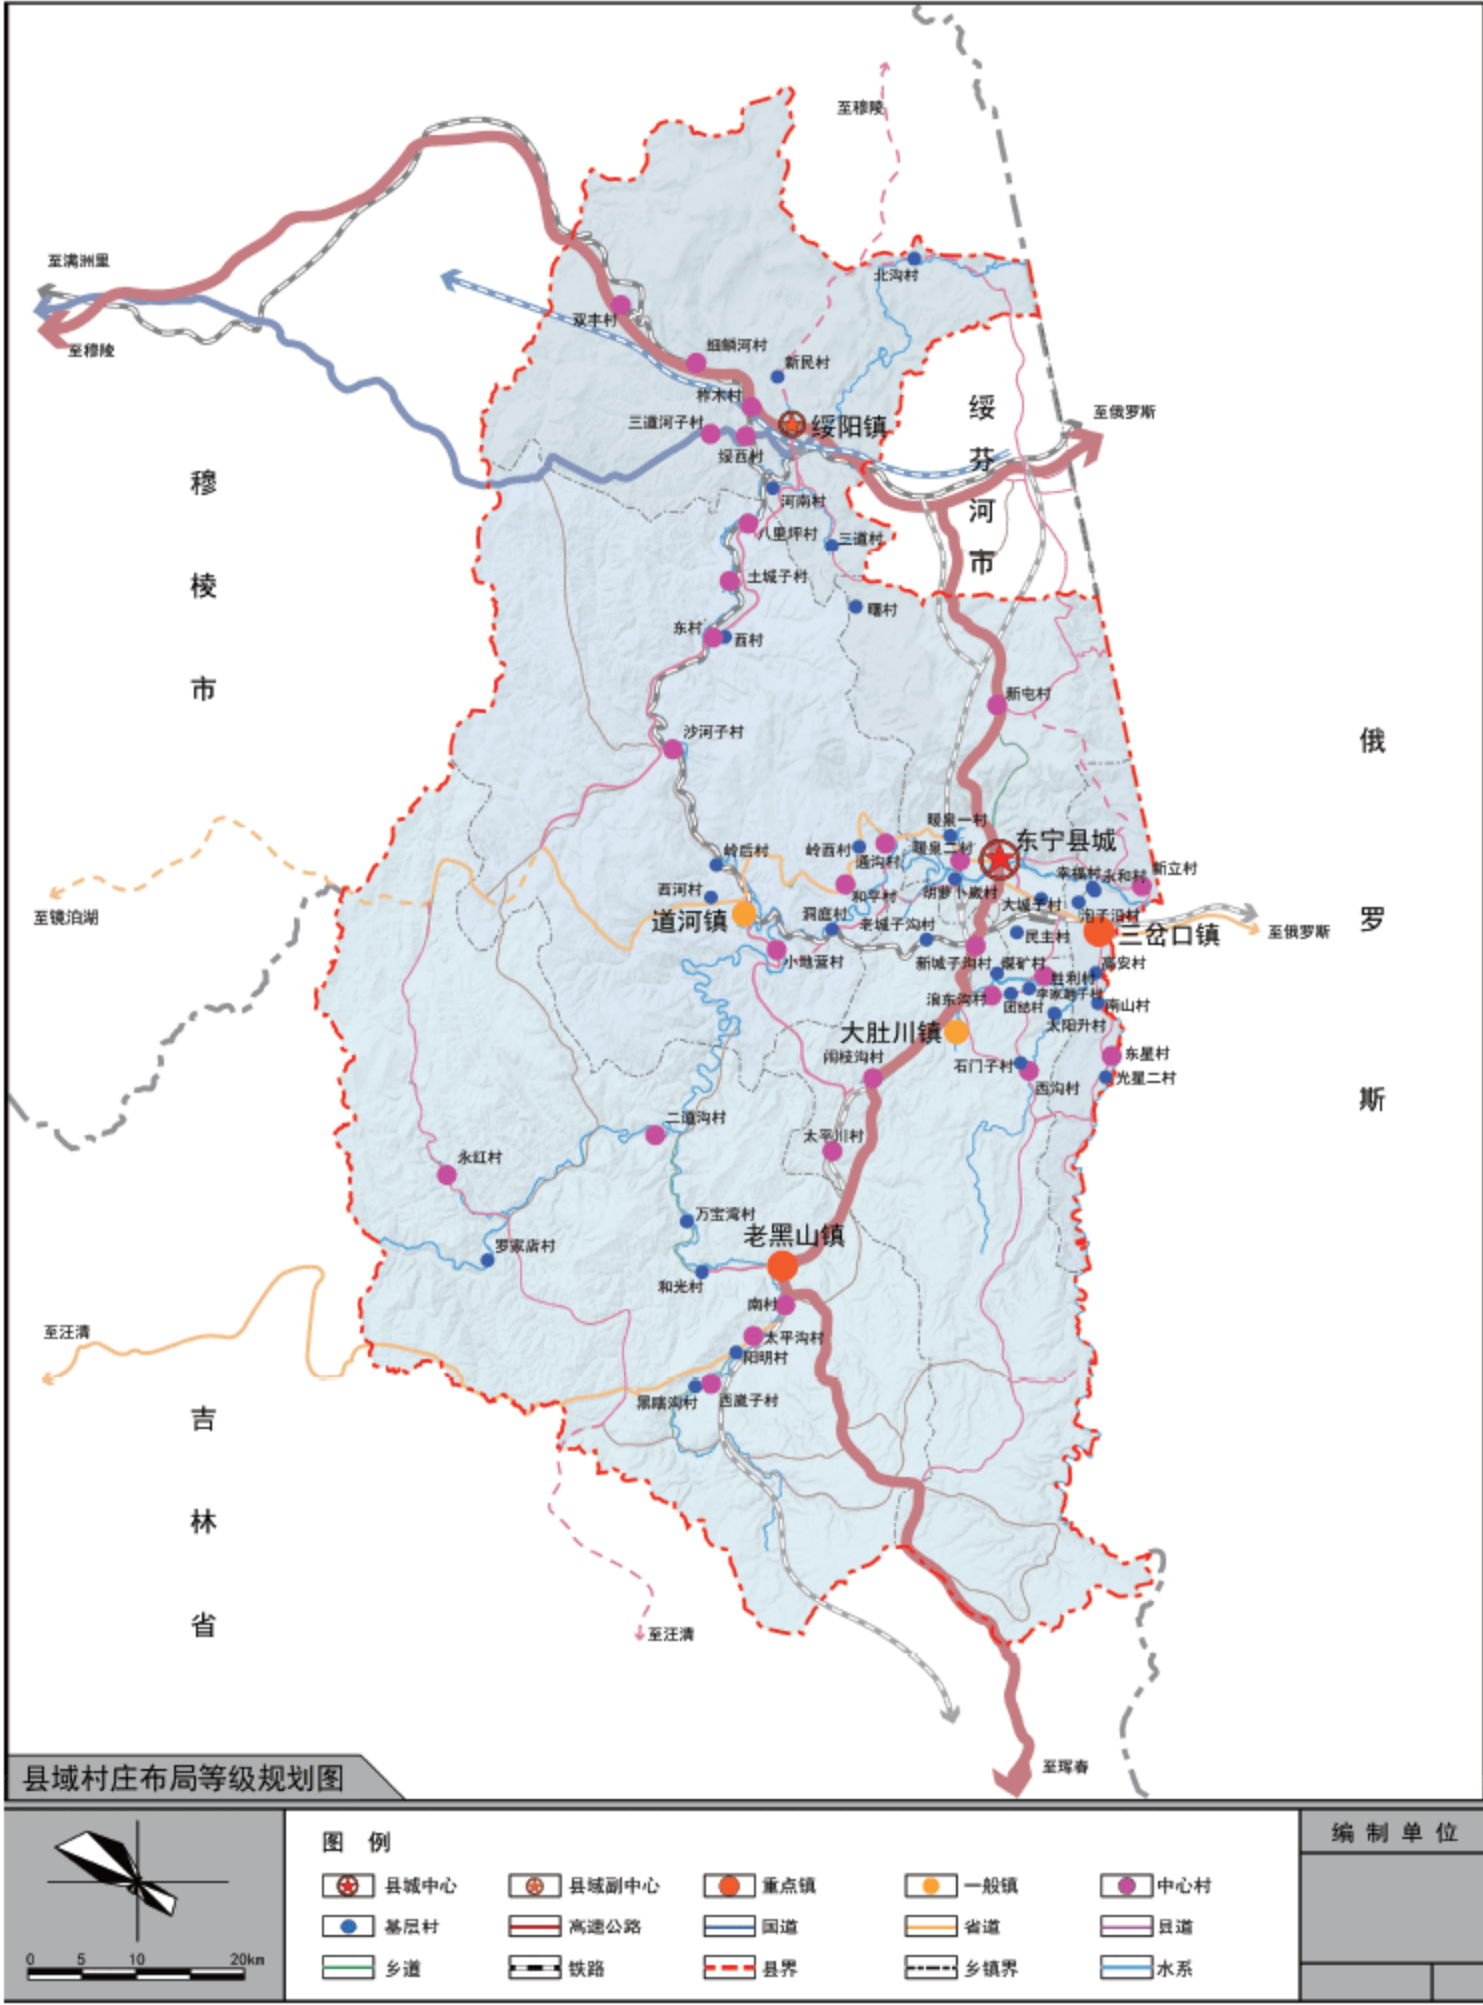 至穆陵
至满洲里
北沟村
双丰村
至穆陵
细鳞河村
新民村
柞木村
绥
芬
河
市
至俄罗斯
三道河子村
绥阳镇
绥西村
穆
棱
市
河南村
八里坪村
三道村
土城子村
曙村
东村
西村
新屯村
沙河子村
俄
罗
斯
暖泉一村
东宁县城
岭后村
岭西村
通沟村
暖泉二村
新立村
幸福村
永和村
西河村
和平村
胡萝卜崴村
大城子村
至镜泊湖
道河镇
洞庭村
老城子沟村
泡子沿村
三岔口镇
至俄罗斯
民主村
小地营村
新城子沟村
煤矿村
胜利村
高安村
浪东沟村
团结村
李家趟子村
南山村
大肚川镇
太阳升村
闹枝沟村
石门子村
东星村
西沟村
光星二村
二道沟村
太平川村
永红村
万宝湾村
老黑山镇
罗家店村
和光村
南村
至汪清
太平沟村
阳明村
黑瞎沟村
西崴子村
吉
林
省
至汪清
至珲春
县域村庄布局等级规划图
图 例
编制单位
县城中心
县域副中心
重点镇
一般镇
中心村
基层村
高速公路
国道
省道
县道
乡道
铁路
县界
乡镇界
水系
0 5 10 20km